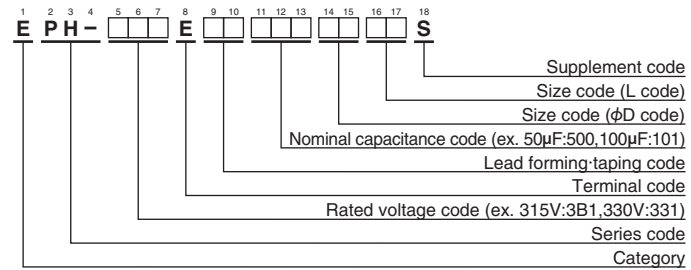 1 2 3 4 5 6 7 8 9 10 11 12 13 14 15 16 17 18
E P H - E S
Supplement code
Size code (L code)
Size code (ϕD code)
Nominal capacitance code (ex. 50μF:500,100μF:101)
Lead forming·taping code
Terminal code
Rated voltage code (ex. 315V:3B1,330V:331)
Series code
Category